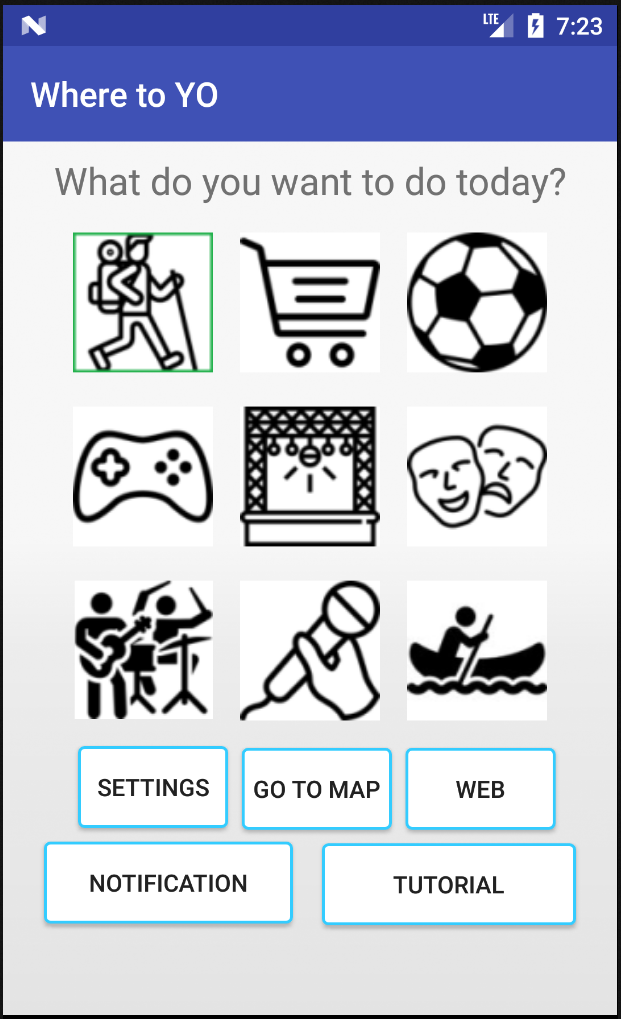 LTE 7:23
Where to YO
What do you want to do today?
SETTINGS GO TO MAP WEB
NOTIFICATION TUTORIAL